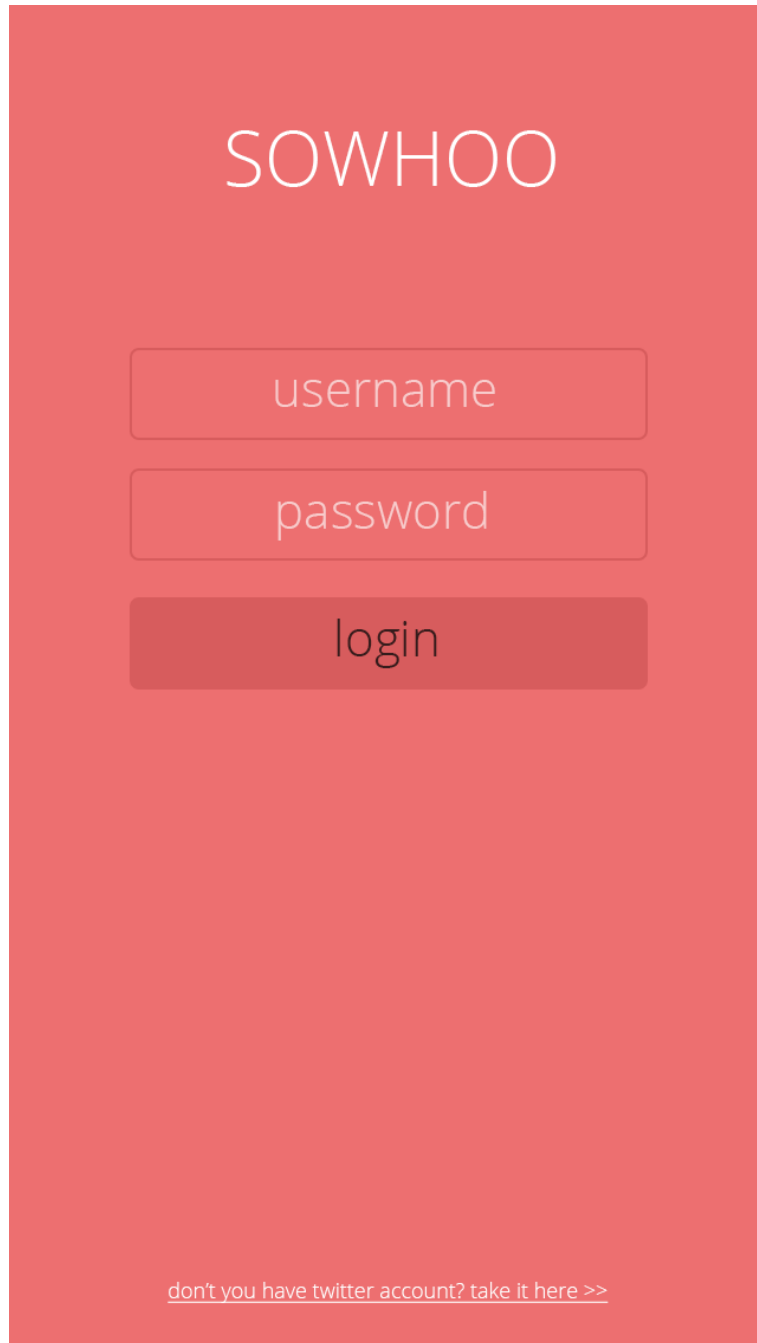 SOWHOO
username
password
login
don't you have twitter account? take it here >>